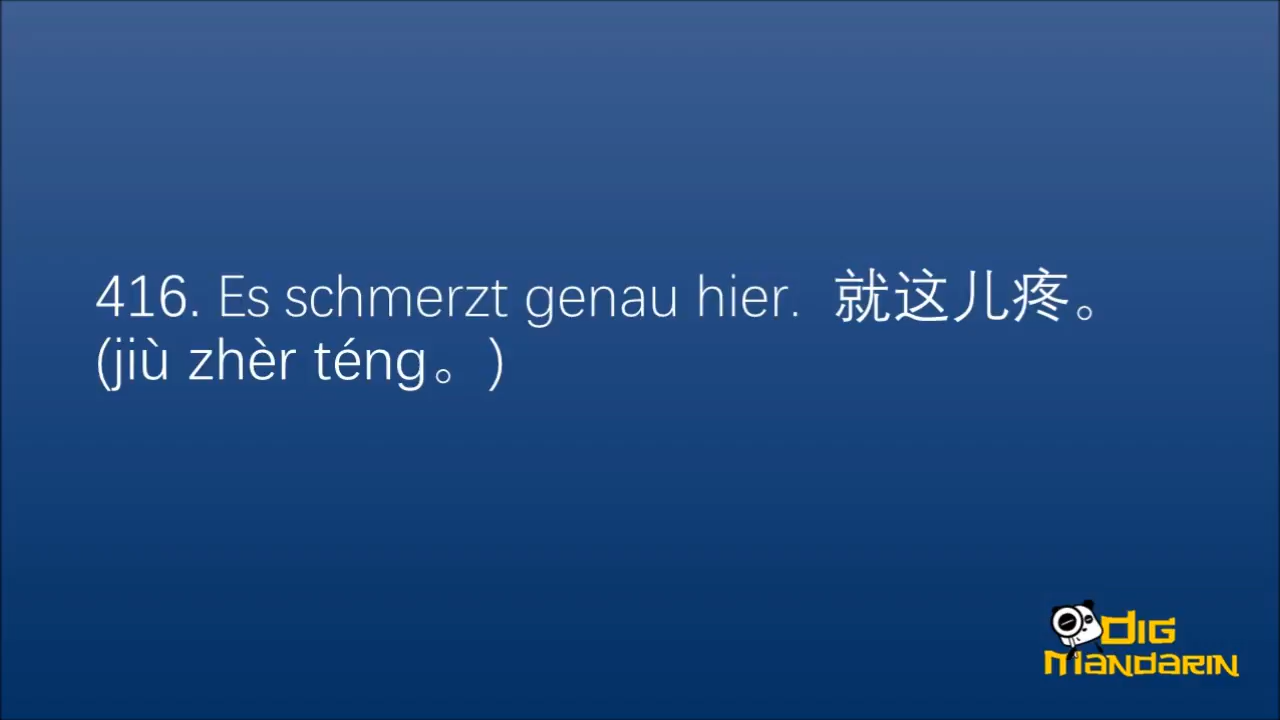 416. Es schmerzt genau hier. 就这儿疼。
(jiù zhèr téng。)
DIG
MANDARIN